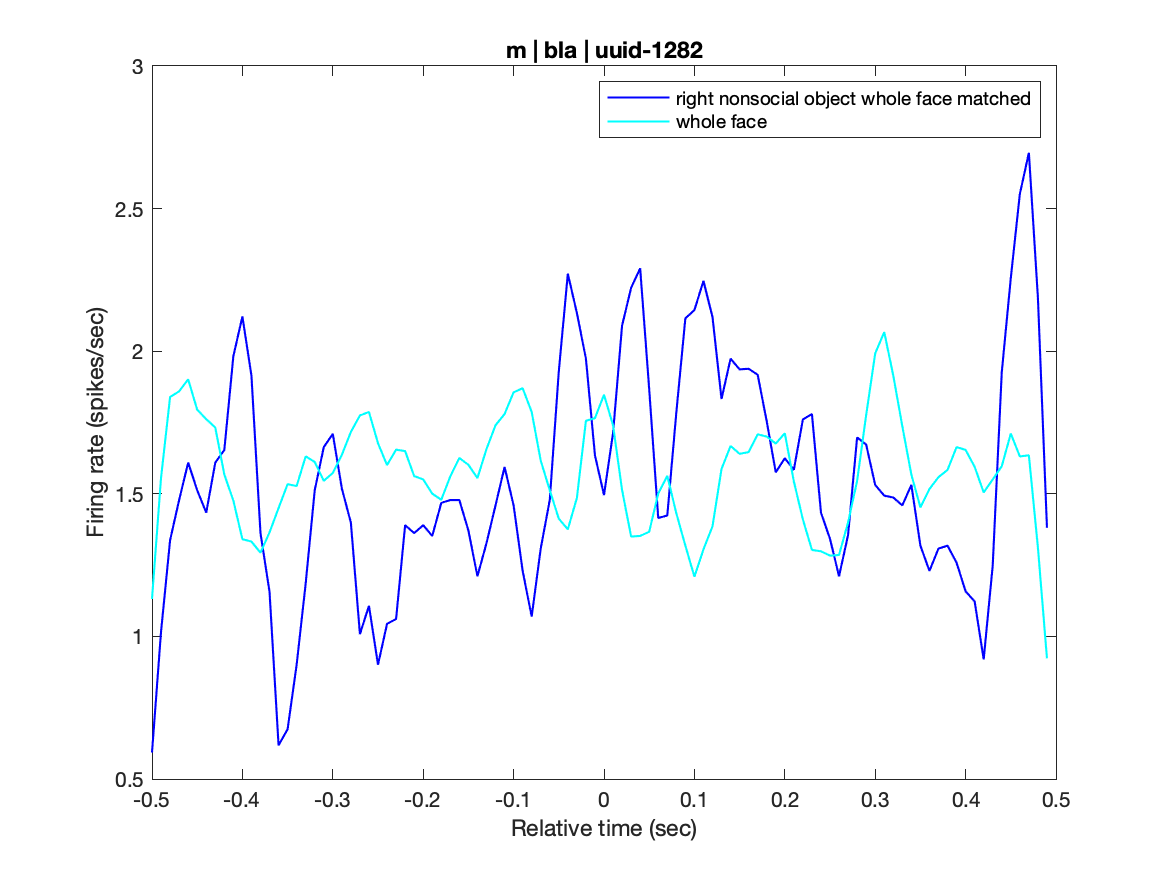 m | bla | uuid-1282
right nonsocial object whole face matched
whole face
Firing rate (spikes/sec)
3
2.5
2
1.5
1
0.5
-0.5 -0.4 -0.3 -0.2 -0.1 0 0.1 0.2 0.3 0.4 0.5
Relative time (sec)